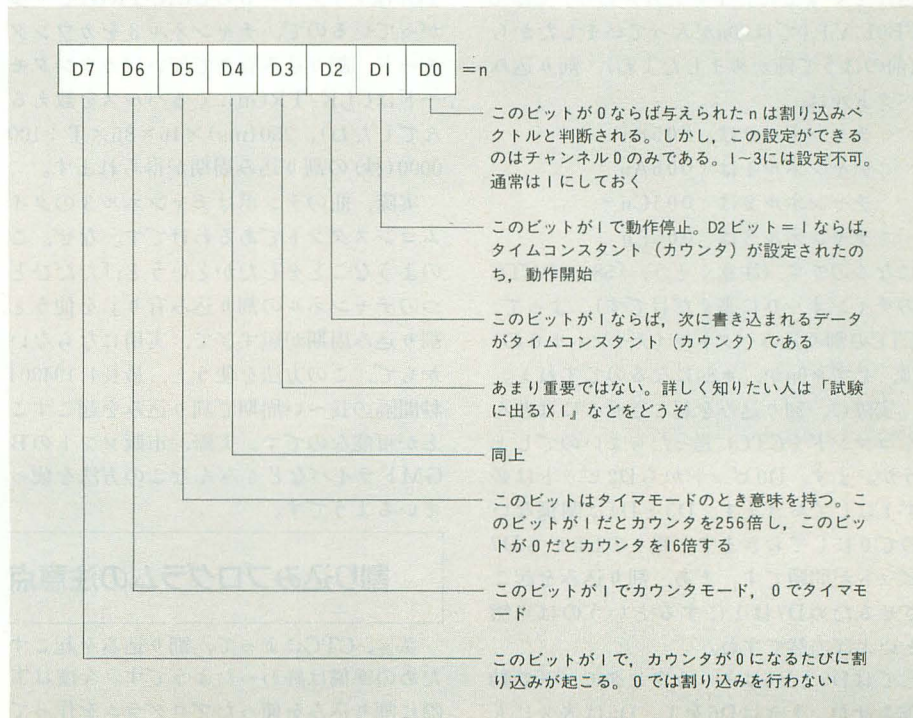 D7 D6 D5 D4 D3 D2 D1 D0 =n
このビットが0ならば与えられたnは割り込みベ
クトルと判断される。しかし，この設定ができる
のはチャンネル0のみである。1~3には設定不可。
通常は1にしておく
このビットが1で動作停止。D2ビット＝1ならば，
タイムコンスタント（カウンタ）が設定されたの
ち，動作開始
このビットが1ならば，次に書き込まれるデータ
がタイムコンスタント（カウンタ）である
あまり重要ではない。詳しく知りたい人は『試験
に出るX1』などをどうぞ
同上
このビットはタイマモードのとき意味を持つ。こ
のビットが1だとカウンタを256倍し，このビッ
トが0だとカウンタを16倍する
このビットが1でカウンタモード，0でタイマモ
ード
このビットが1で，カウンタが0になるたびに割
り込みが起こる。0では割り込みを行わない